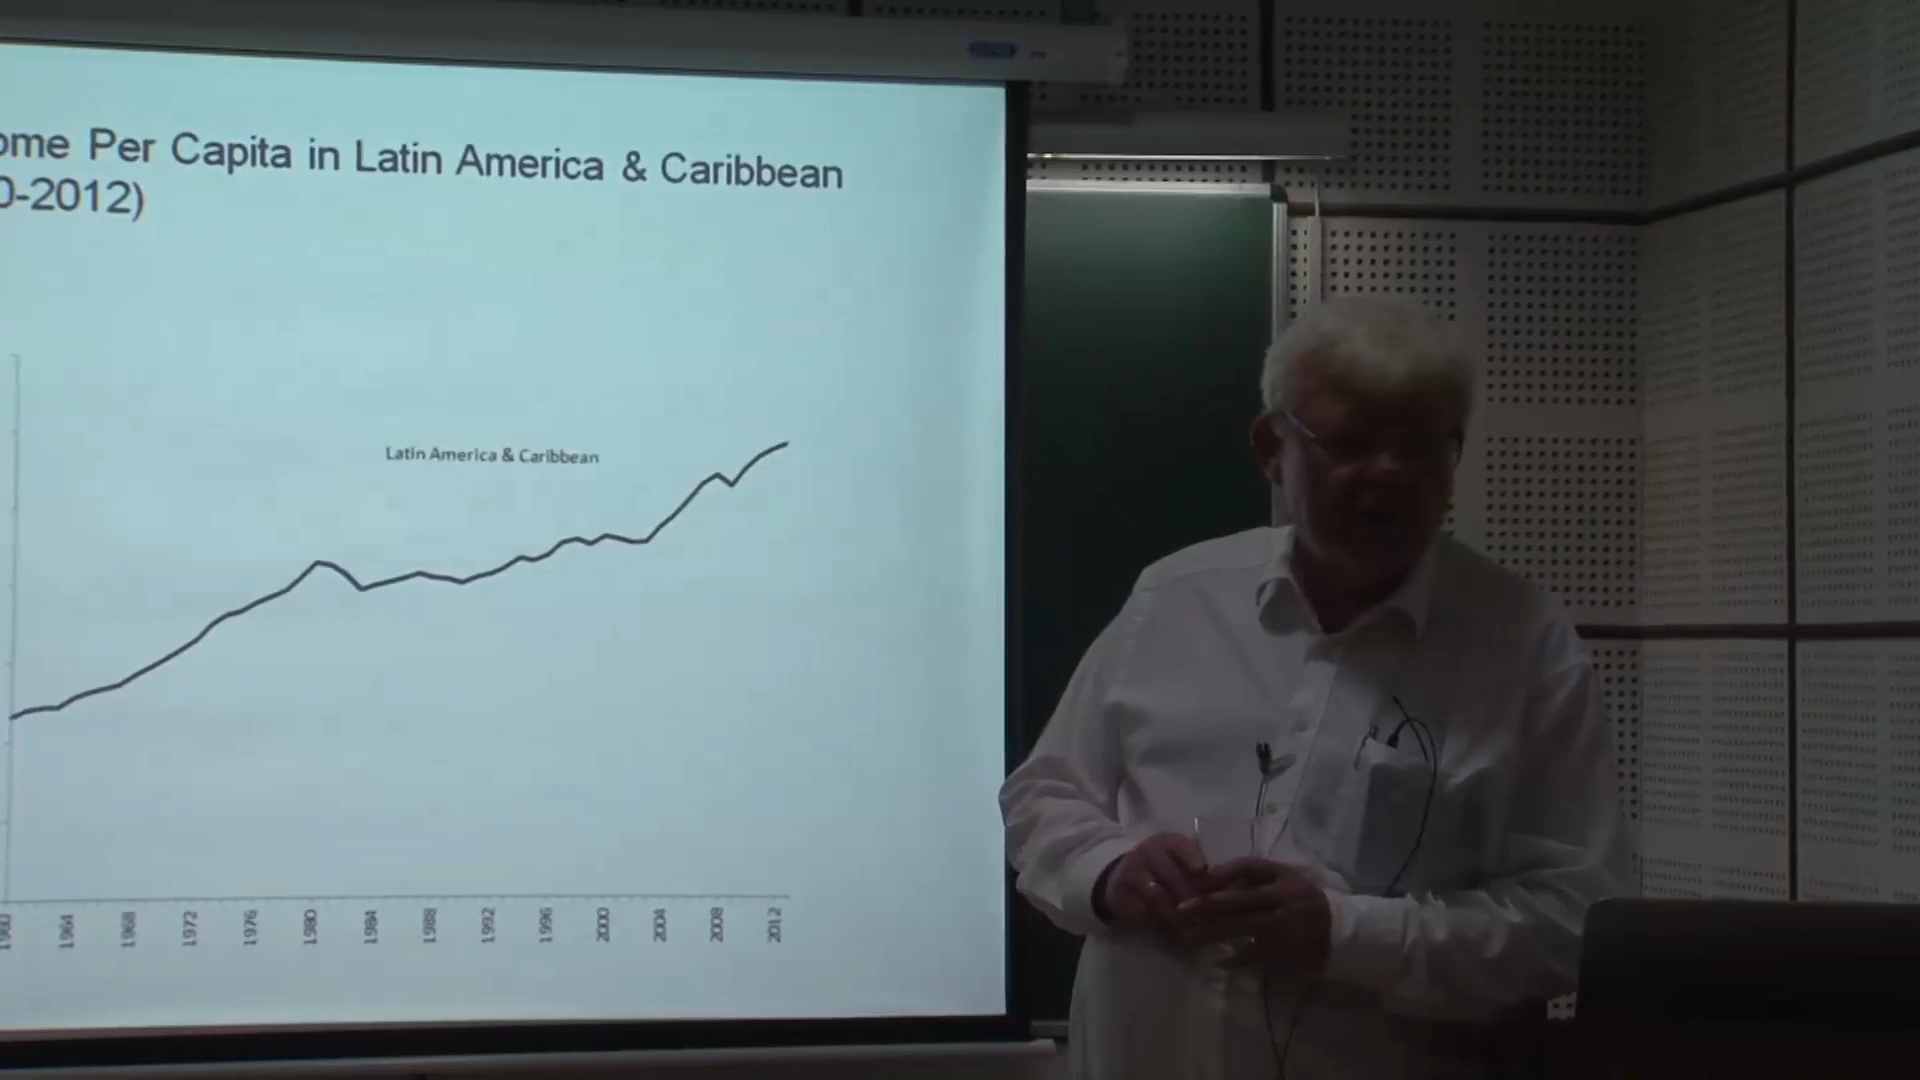 ome Per Capita in Latin America & Caribbean
0-2012)
Latin America & Caribbean
1960 1964 1968 1972 1976 1980 1984 1988 1992 1996 2000 2004 2008 2012